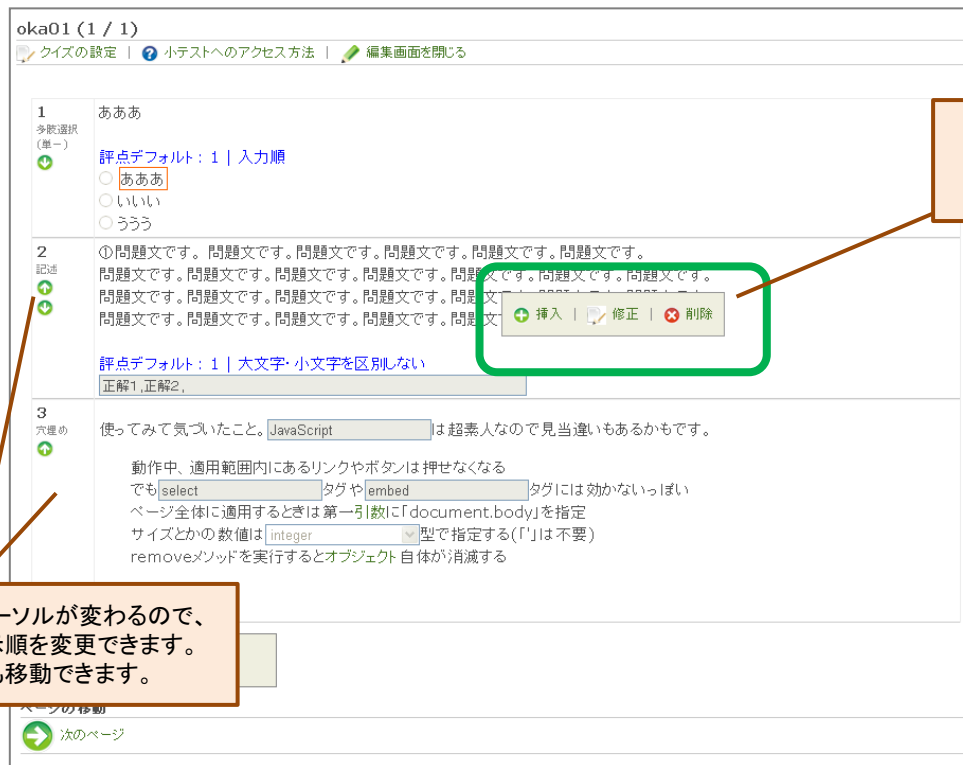 oka01 (1 / 1)
クイズの設定 | 小テストへのアクセス方法 | 編集画面を閉じる
1
多肢選択
(単一)
あああ
評点デフォルト: 1 | 入力順
あああ
いいい
ううう
2
記述
①問題文です。 問題文です。問題文です。問題文です。問題文です。問題文です。
問題文です。問題文です。問題文です。問題文です。問題文です。問題文です。問題文です。
問題文です。問題文です。問題文です。問題文です。問題
問題文です。問題文です。問題文です。問題文です。問題
挿入 | 修正 | 削除
評点デフォルト: 1 | 大文字・小文字を区別しない
正解1,正解2,
3
穴埋め
使ってみて気づいたこと。 JavaScript は超素人なので見当違いもあるかもです。
動作中、適用範囲内にあるリンクやボタンは押せなくなる
でも select タグや embed タグには効かないっぽい
ページ全体に適用するときは第一引数に「document.body」を指定
サイズとかの数値は integer 型で指定する(「'」は不要)
removeメソッドを実行するとオブジェクト自体が消滅する
ーソルが変わるので、
順を変更できます。
移動できます。
ページの移動
次のページ